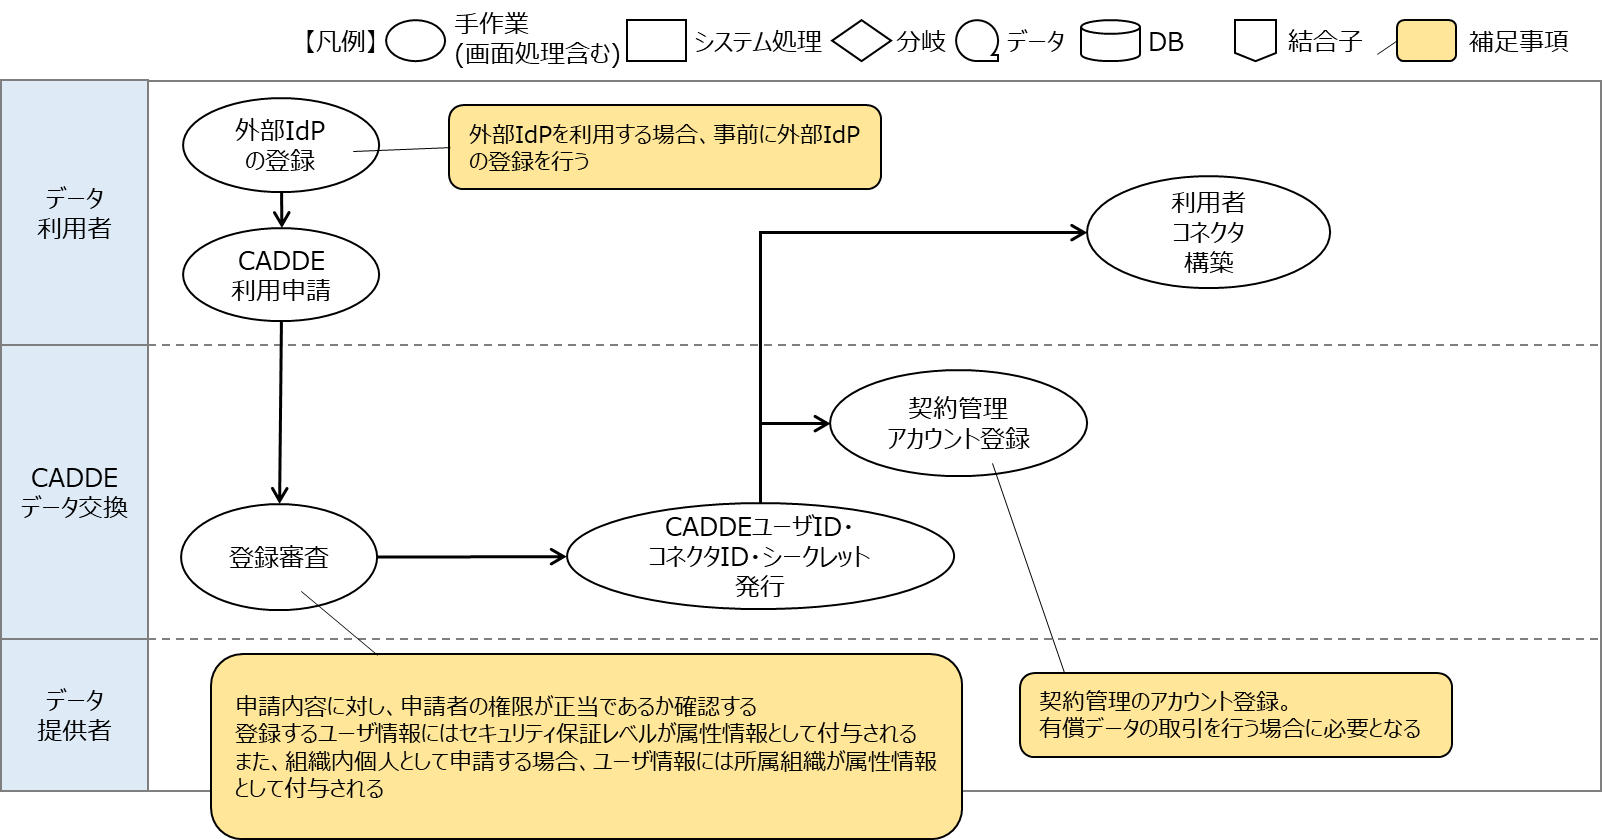 【凡例】
手作業
(画面処理含む)
システム処理
分岐
データ
DB
結合子
補足事項
データ
利用者
外部IdP
の登録
外部IdPを利用する場合、事前に外部IdP
の登録を行う
CADDE
利用申請
利用者
コネクタ
構築
CADDE
データ交換
契約管理
アカウント登録
登録審査
CADDEユーザID・
コネクタID・シークレット
発行
データ
提供者
申請内容に対し、申請者の権限が正当であるか確認する
登録するユーザ情報にはセキュリティ保証レベルが属性情報として付与される
また、組織内個人として申請する場合、ユーザ情報には所属組織が属性情報
として付与される
契約管理のアカウント登録。
有償データの取引を行う場合に必要となる